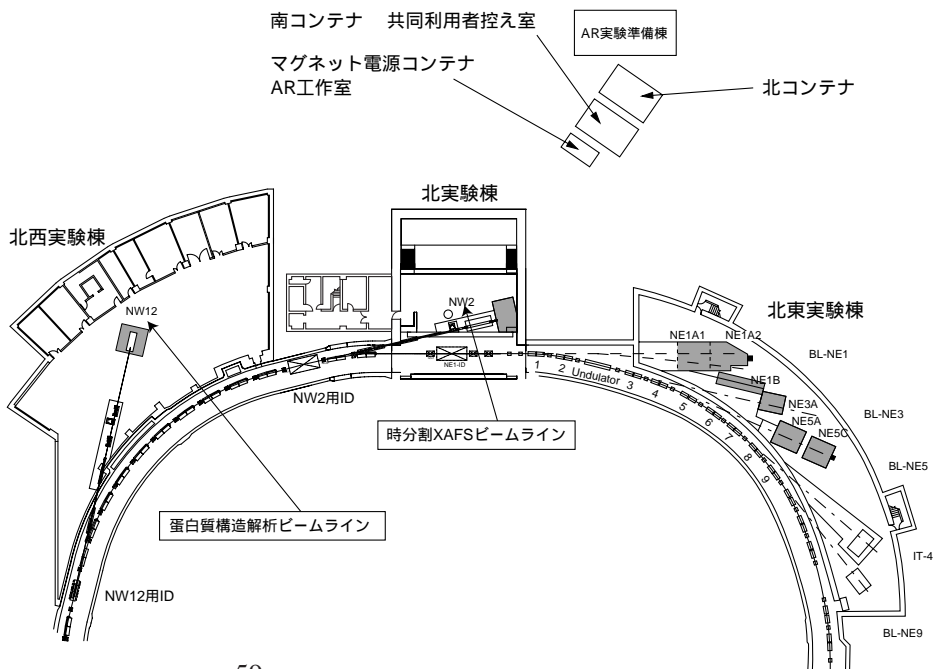 南コンテナ 共同利用者控え室
AR実験準備棟
マグネット電源コンテナ
AR工作室
北コンテナ
北実験棟
北西実験棟
北東実験棟
NW12
NW2
NE1A1
NE1A2
BL-NE1
NE1-ID
1
2
Undulator
3
4
5
6
7
8
9
NE1B
NE3A
BL-NE3
NE5A
NE5C
NW2用ID
時分割XAFSビームライン
BL-NE5
蛋白質構造解析ビームライン
IT-4
NW12用ID
BL-NE9